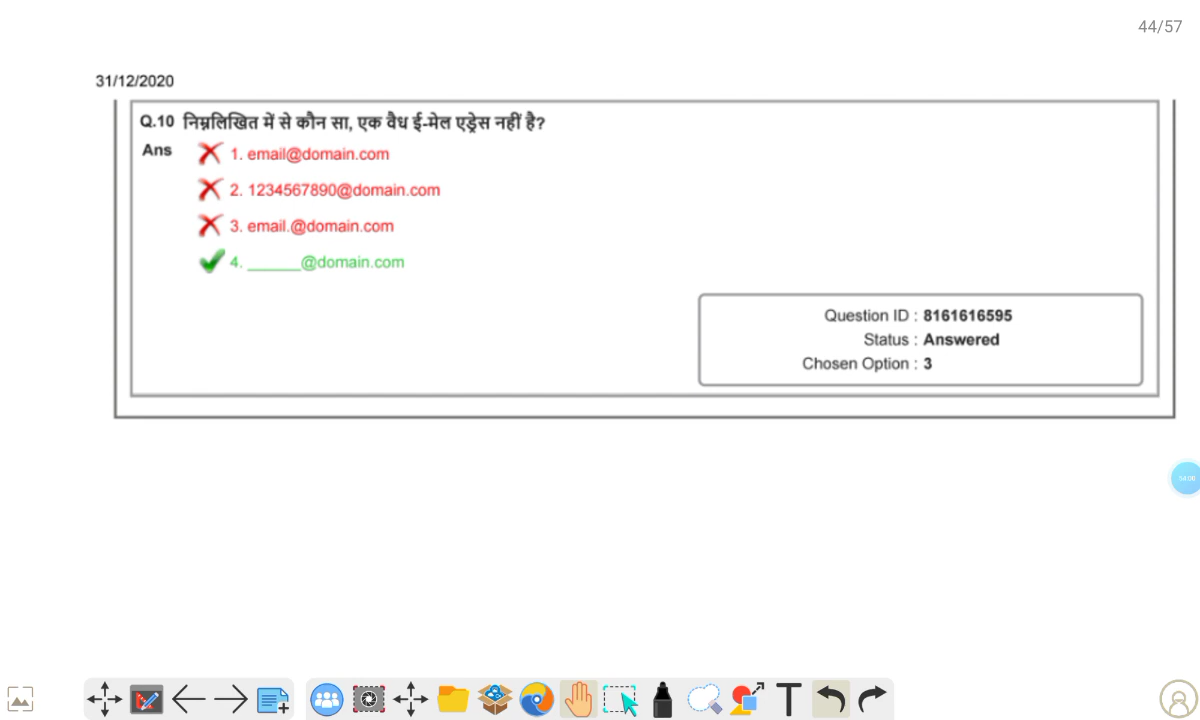 44/57
31/12/2020
Q.10 निम्नलिखित में से कौन सा, एक वैध ई-मेल एड्रेस नहीं है?
Ans 1. email@domain.com
2. 1234567890@domain.com
3. email.@domain.com
4. ______@domain.com
Question ID : 8161616595
Status : Answered
Chosen Option : 3